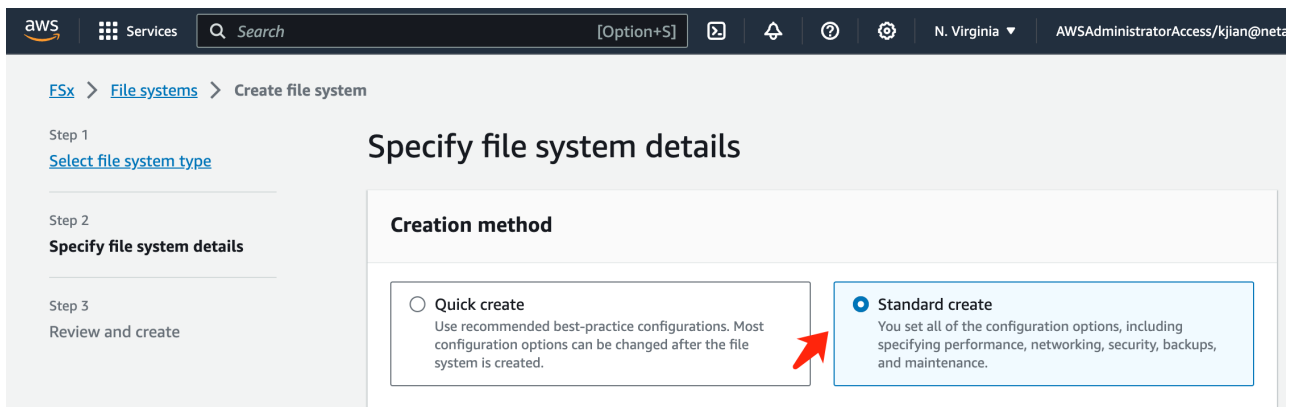 aws
Services
Search
[Option+S]
N. Virginia
AWSAdministratorAccess/kjian@neta
FSx
File systems
Create file system
Step 1
Select file system type
Step 2
Specify file system details
Step 3
Review and create
Specify file system details
Creation method
Quick create
Use recommended best-practice configurations. Most
configuration options can be changed after the file
system is created.
Standard create
You set all of the configuration options, including
specifying performance, networking, security, backups,
and maintenance.